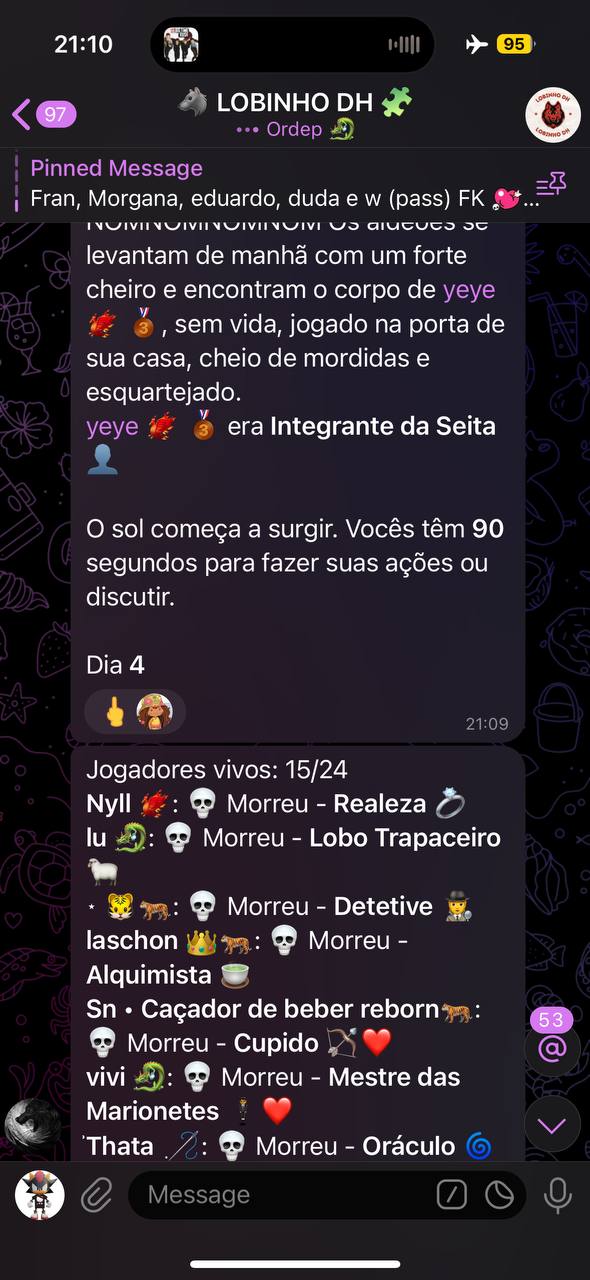 21:10
95
97
🐺 LOBINHO DH 🧩
••• Ordep 🐉
LOBINHO DH
LOBINHO DH
Pinned Message
Fran, Morgana, eduardo, duda e w (pass) FK 💘...
NOMNOMNOMNOM Os aldeões se
levantam de manhã com um forte
cheiro e encontram o corpo de yeye
🐦‍🔥 🥉 , sem vida, jogado na porta de
sua casa, cheio de mordidas e
esquartejado.
yeye 🐦‍🔥 🥉 era Integrante da Seita
👤
O sol começa a surgir. Vocês têm 90
segundos para fazer suas ações ou
discutir.
Dia 4
🖕
21:09
Jogadores vivos: 15/24
Nyll 🐦‍🔥: 💀 Morreu - Realeza 💍
lu 🐉: 💀 Morreu - Lobo Trapaceiro
🐑
⋆ 🐯🐅: 💀 Morreu - Detetive 🕵️
laschon 👑🐅: 💀 Morreu -
Alquimista 🍵
Sn • Caçador de beber reborn🐅:
💀 Morreu - Cupido 🏹❤️
53
@
vivi 🐉: 💀 Morreu - Mestre das
Marionetes 🕴️❤️
'Thata 🪡: 💀 Morreu - Oráculo 🌀
Message